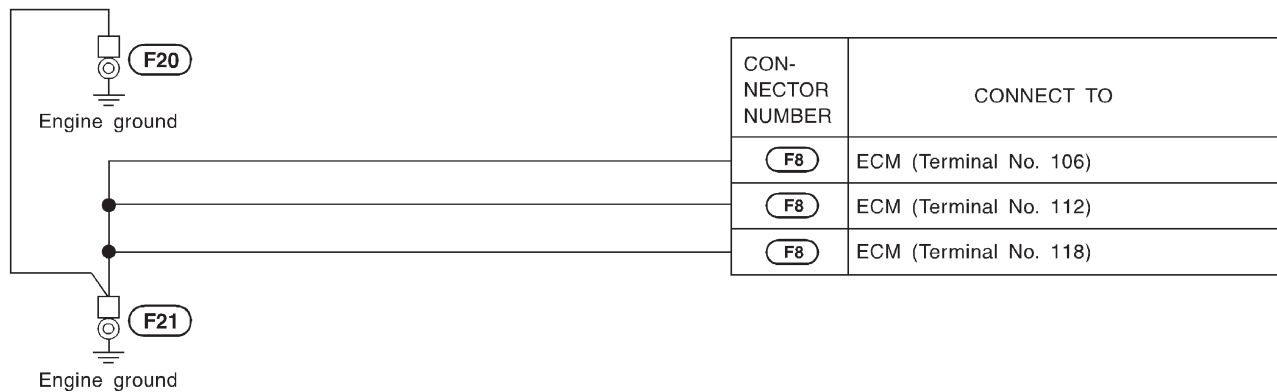 F20
Engine ground
CON-
NECTOR
NUMBER
CONNECT TO
F8 ECM (Terminal No. 106)
F8 ECM (Terminal No. 112)
F8 ECM (Terminal No. 118)
F21
Engine ground